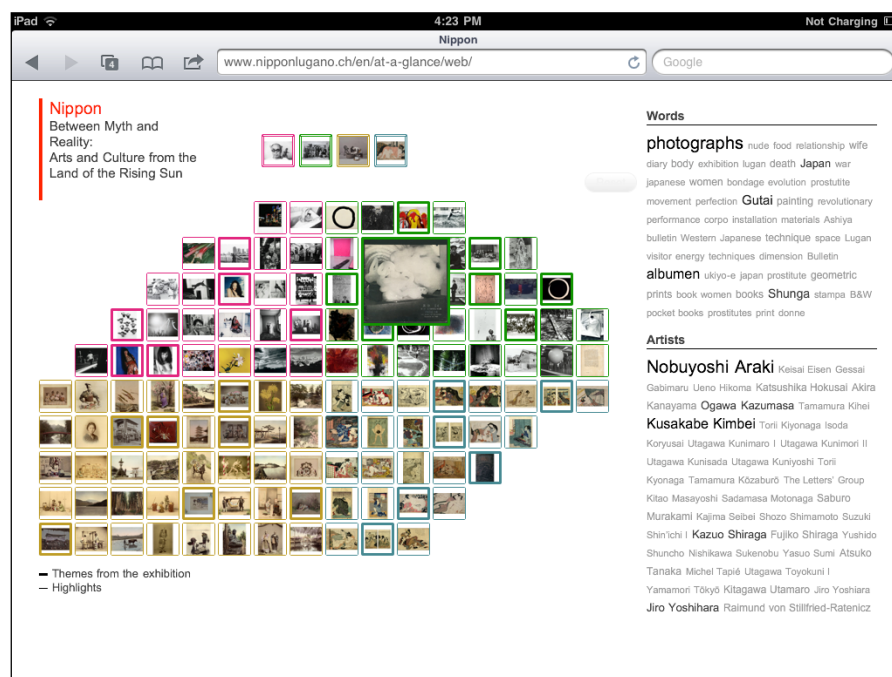 iPad
4:23 PM
Not Charging
Nippon
4
www.nipponlugano.ch/en/at-a-glance/web/
Google
Nippon
Between Myth and
Reality:
Arts and Culture from the
Land of the Rising Sun
Themes from the exhibition
Highlights
Words
photographs nude food relationship wife
diary body exhibition lugan death Japan war
japanese women bondage evolution prostitute
movement perfection Gutai painting revolutionary
performance corpo installation materials Ashiya
bulletin Western Japanese technique space Lugan
visitor energy techniques dimension Bulletin
albumen ukiyo-e japan prostitute geometric
prints book women books Shunga stampa B&W
pocket books prostitutes print donne
Artists
Nobuyoshi Araki Keisai Eisen Gessai
Gabimaru Ueno Hikoma Katsushika Hokusai Akira
Kanayama Ogawa Kazumasa Tamamura Kihei
Kusakabe Kimbei Torii Kiyonaga Isoda
Koryusai Utagawa Kunimaro I Utagawa Kunimori II
Utagawa Kunisada Utagawa Kuniyoshi Torii
Kyonaga Tamamura Kōzaburō The Letters' Group
Kitao Masayoshi Sadamasa Motonaga Saburo
Murakami Kajima Seibei Shozo Shimamoto Suzuki
Shin'ichi I Kazuo Shiraga Fujiko Shiraga Yushido
Shuncho Nishikawa Sukenobu Yasuo Sumi Atsuko
Tanaka Michel Tapiè Utagawa Toyokuni I
Yamamori Tōkyō Kitagawa Utamaro Jiro Yoshiara
Jiro Yoshihara Raimund von Stillfried-Ratenicz